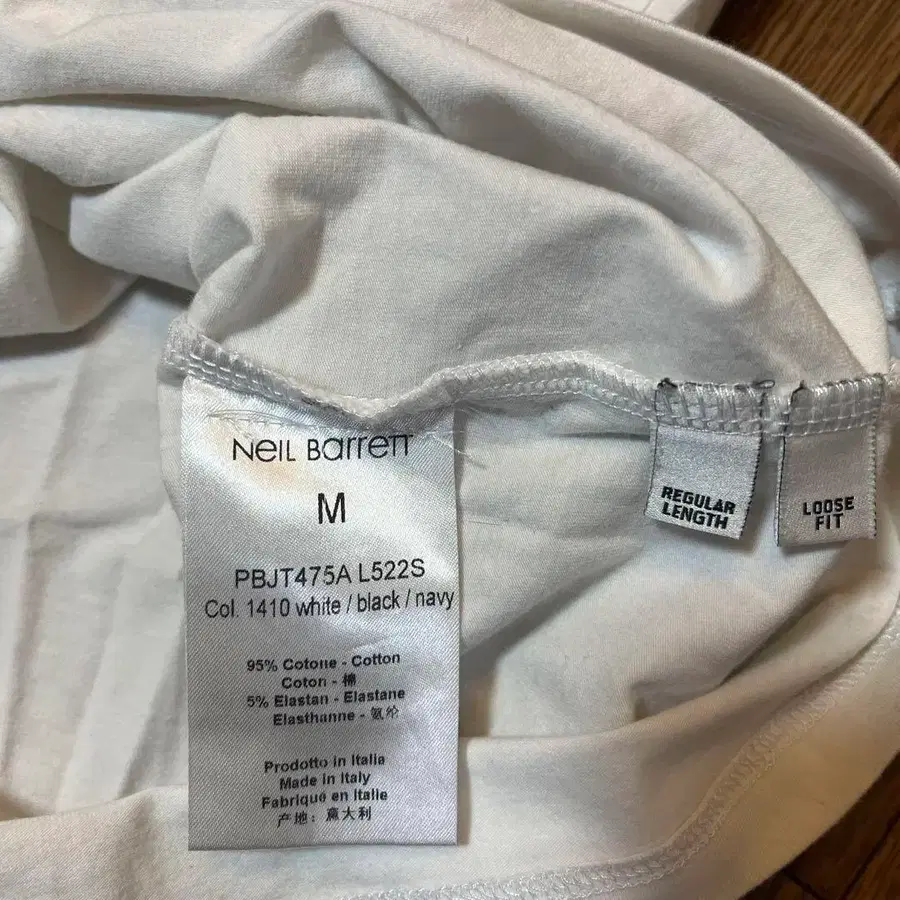 NEIL BarreTT
M
PBJT475A L522S
Col. 1410 white / black / navy
95% Cotone - Cotton
Coton - 棉
5% Elastan - Elastane
Elasthanne - 氨纶
Prodotto in Italia
Made in Italy
Fabriqué en Italie
产地: 意大利
REGULAR
LENGTH
LOOSE
FIT